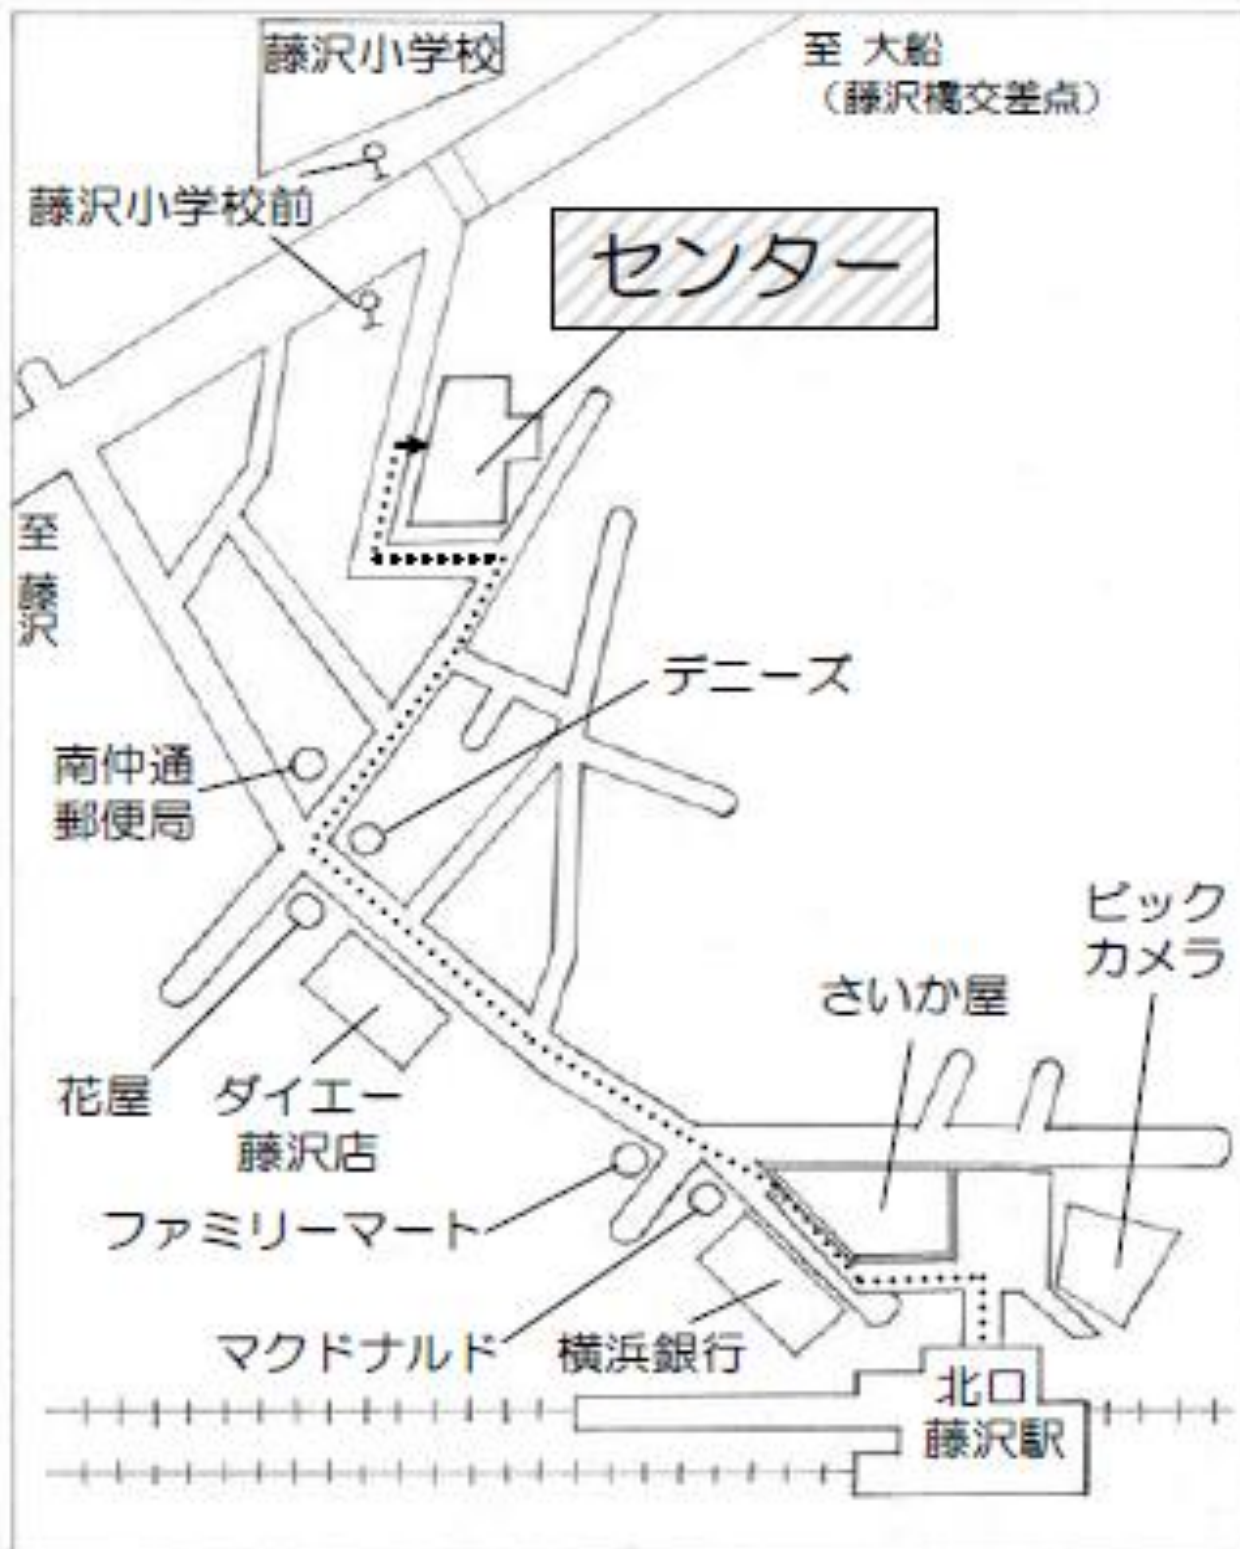 藤沢小学校
至 大船
（藤沢橋交差点）
藤沢小学校前
センター
至 藤沢
デニーズ
南仲通
郵便局
ビック
カメラ
さいか屋
花屋
ダイエー
藤沢店
ファミリーマート
マクドナルド
横浜銀行
北口
藤沢駅